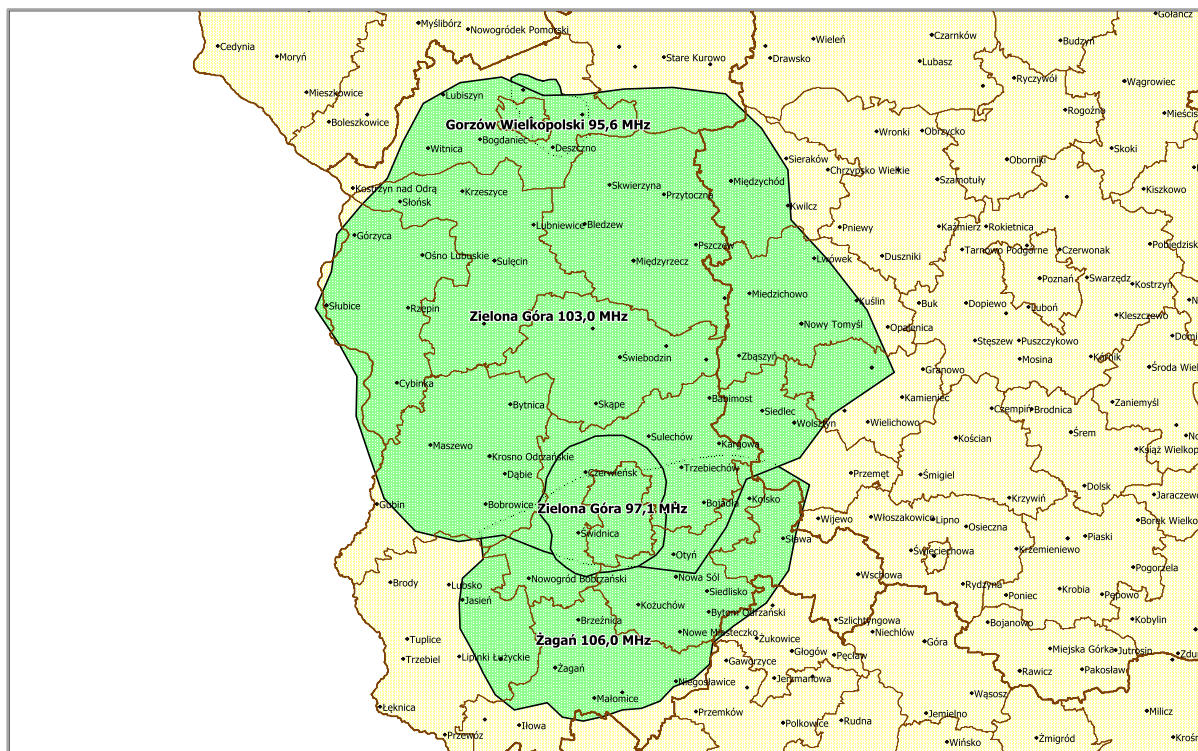 Gołańcz
Myślibórz
Nowogródek Pomorski
Cedynia
Moryń
Stare Kurowo
Drawsko
Wieleń
Czarnków
Budzyń
Lubasz
Ryczywół
Wągrowiec
Mieszkowice
Lubiszyn
Boleszkowice
Rogoźno
Mieścis
Gorzów Wielkopolski 95,6 MHz
Wronki
Obrzycko
Bogdaniec
Deszczno
Witnica
Skoki
Sieraków
Chrzypsko Wielkie
Oborniki
Szamotuły
Kiszkowo
Kostrzyn nad Odrą
Słońsk
Krzeszyce
Skwierzyna
Przytoczna
Międzychód
Kwilcz
Górzyca
Lubniewice
Bledzew
Pniewy
Kaźmierz
Rokietnica
Pszczew
Tarnowo Podgórne
Czerwonak
Pobiedzisk
Ośno Lubuskie
Sulęcin
Międzyrzecz
Lwówek
Duszniki
Poznań
Swarzędz
Kostrzyn
Słubice
Rzepin
Miedzichowo
Kuślin
Buk
Dopiewo
Luboń
Kleszczewo
Zielona Góra 103,0 MHz
Nowy Tomyśl
Opalenica
Stęszew
Puszczykowo
Domi
Świebodzin
Zbąszyń
Mosina
Kórnik
Środa Wiel
Granowo
Cybinka
Bytnica
Skąpe
Babimost
Siedlec
Kamieniec
Czempiń
Brodnica
Zaniemyśl
Wolsztyn
Wielichowo
Maszewo
Sulechów
Kargowa
Kościan
Śrem
Krosno Odrzańskie
Książ Wielkop
Dąbie
Czerwieńsk
Trzebiechów
Przemęt
Śmigiel
Dolsk
Gubin
Bobrowice
Bojadła
Kolsko
Krzywiń
Jaraczewo
Zielona Góra 97,1 MHz
Wijewo
Włoszakowice
Lipno
Osieczna
Borek Wielko
Świdnica
Sława
Piaski
Otyń
Święciechowa
Krzemieniewo
Brody
Lubsko
Nowogród Bobrzański
Nowa Sól
Wschowa
Pogorzela
Jasień
Siedlisko
Rydzyna
Poniec
Krobia
Pępowo
Kożuchów
Bytom Odrzański
Brzeźnica
Szlichtyngowa
Bojanowo
Kobylin
Tuplice
Żagań 106,0 MHz
Nowe Miasteczko
Żukowice
Niechlów
Góra
Trzebiel
Lipinki Łużyckie
Głogów
Pęcław
Miejska Górka
Jutrosin
Zdun
Żagań
Gaworzyce
Rawicz
Pakosław
Niegosławice
Jerzmanowa
Małomice
Wąsosz
Łęknica
Przemków
Polkowice
Rudna
Jemielno
Milicz
Przewóz
Iłowa
Wińsko
Żmigród
Krośn